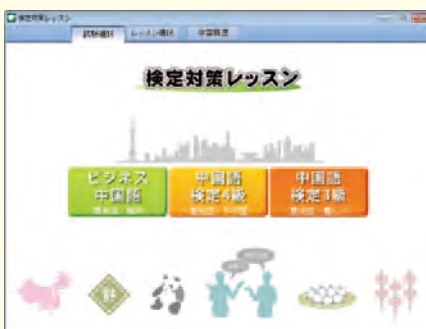 検定対策レッスン
試験選択
レッスン選択
学習履歴
検定対策レッスン
ビジネス
中国語
中国語
検定4級
中国語
検定3級